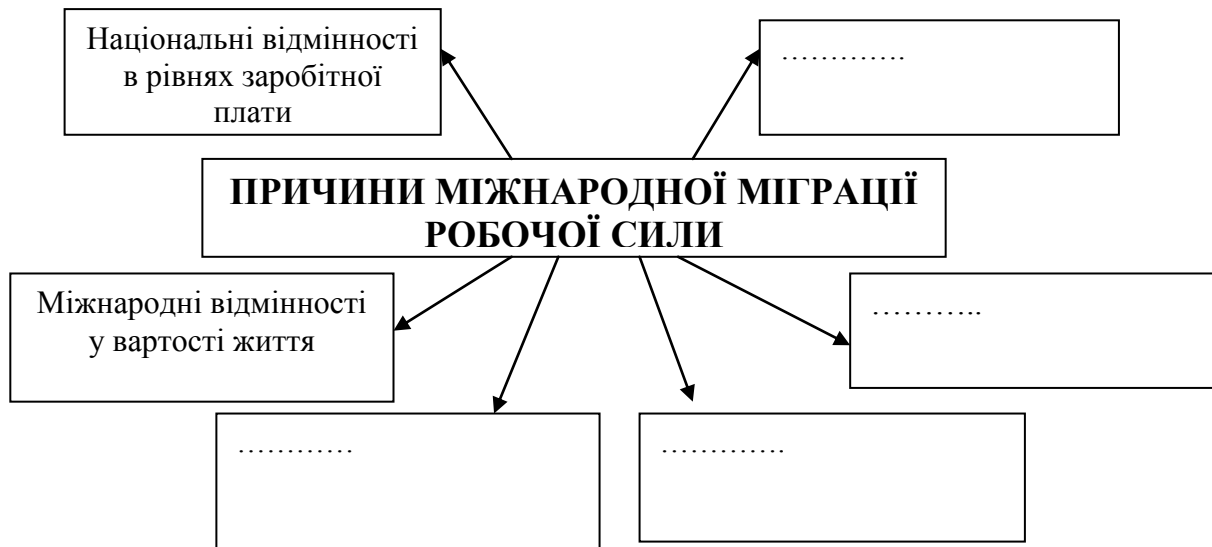 Національні відмінності
в рівнях заробітної
плати
………….
ПРИЧИНИ МІЖНАРОДНОЇ МІГРАЦІЇ
РОБОЧОЇ СИЛИ
Міжнародні відмінності
у вартості життя
………..
…………
………….